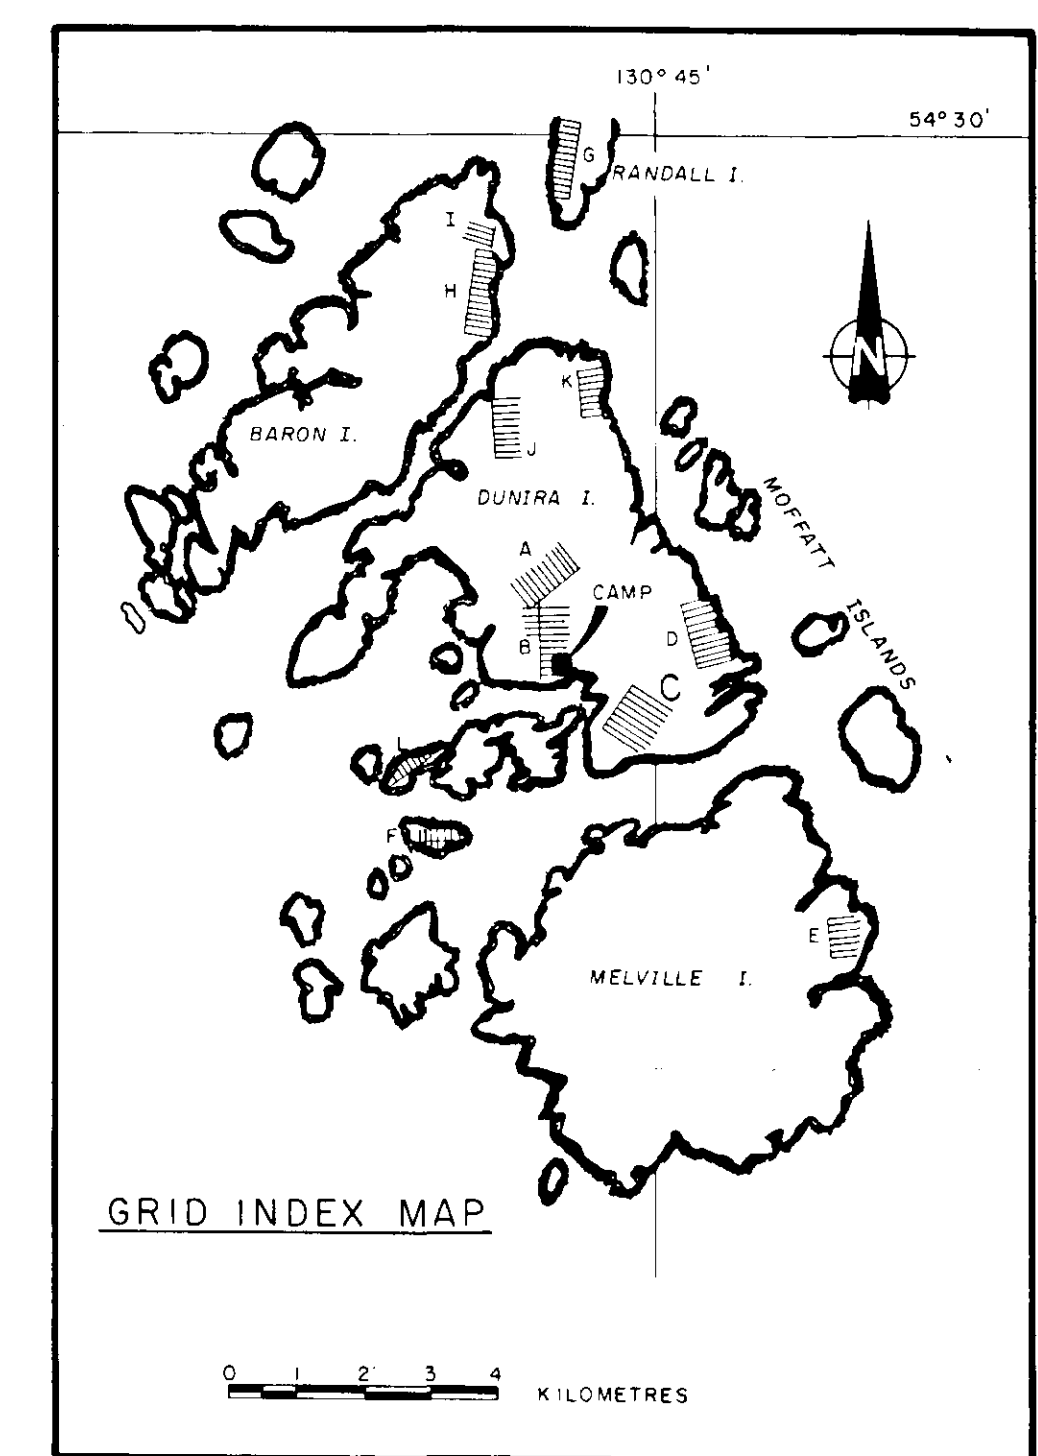 130° 45'
54° 30'
G
RANDALL I.
I
H
N
K
BARON I.
J
DUNIRA I.
MOFFATT ISLANDS
A
CAMP
B
D
C
L
F
E
MELVILLE I.
GRID INDEX MAP
0 1 2 3 4
KILOMETRES